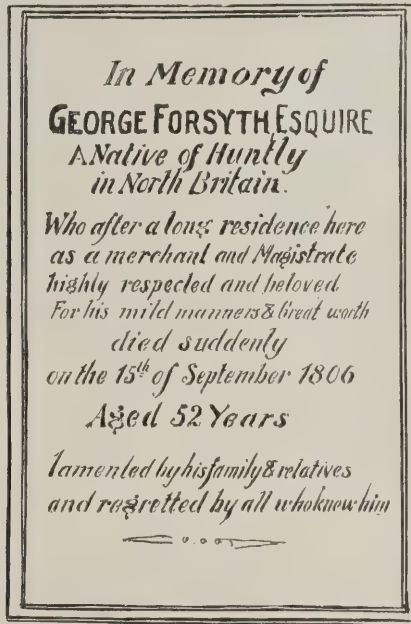 In Memory of
GEORGE FORSYTH ESQUIRE
A Native of Huntly
in North Britain.
Who after a long residence here
as a merchant and Magistrate
highly respected and beloved
For his mild manners & Great worth
died suddenly
on the 15th of September 1806
Aged 52 Years
lamented by his family & relatives
and regretted by all who knew him